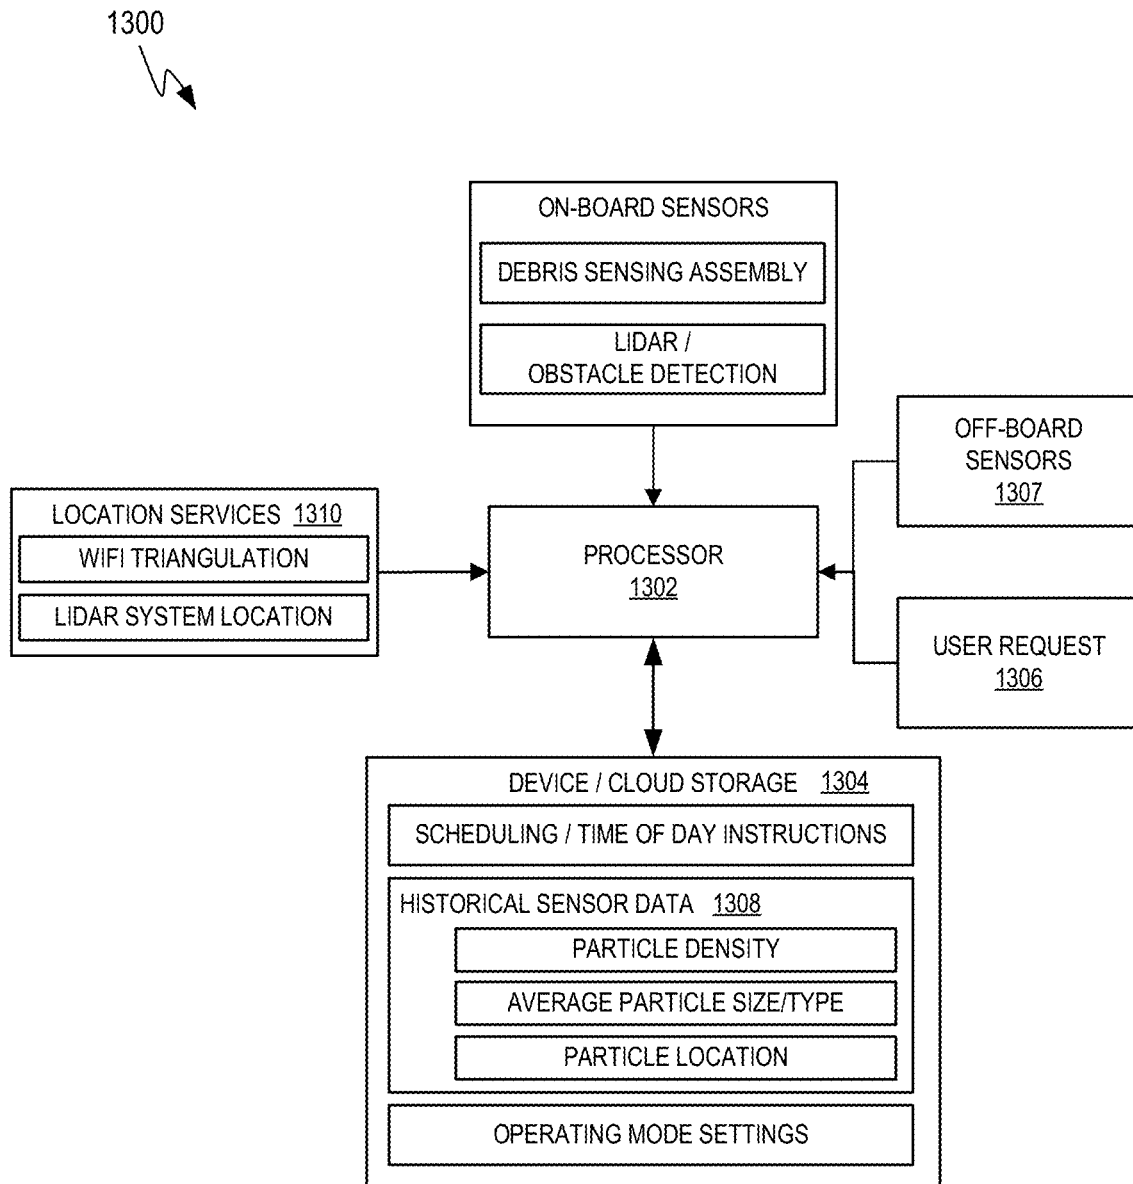 1300
ON-BOARD SENSORS
DEBRIS SENSING ASSEMBLY
LIDAR /
OBSTACLE DETECTION
OFF-BOARD
SENSORS
1307
LOCATION SERVICES 1310
WIFI TRIANGULATION
LIDAR SYSTEM LOCATION
PROCESSOR
1302
USER REQUEST
1306
DEVICE / CLOUD STORAGE 1304
SCHEDULING / TIME OF DAY INSTRUCTIONS
HISTORICAL SENSOR DATA 1308
PARTICLE DENSITY
AVERAGE PARTICLE SIZE/TYPE
PARTICLE LOCATION
OPERATING MODE SETTINGS